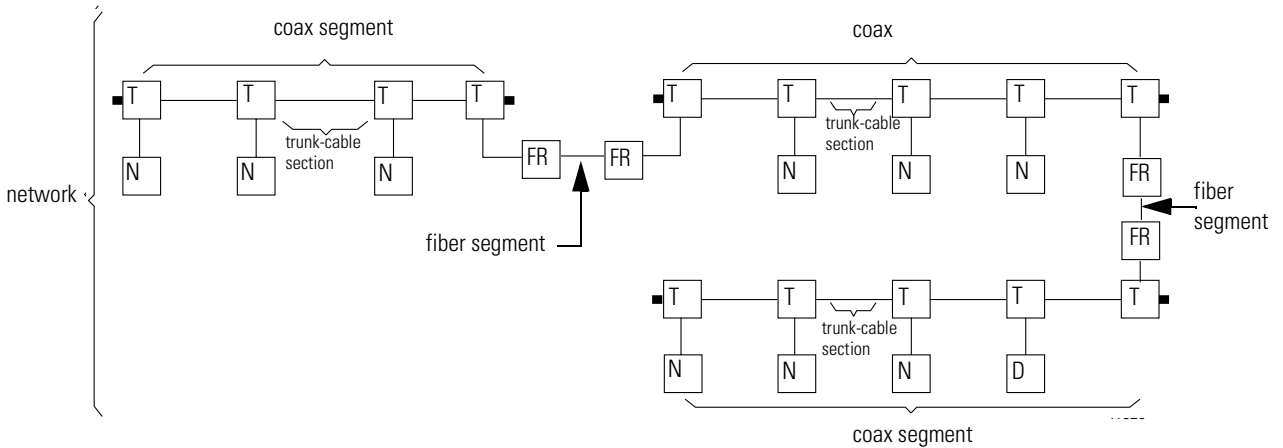 coax segment
coax
T T T T
T T T T T
trunk-cable
section
trunk-cable
section
N N N
FR FR
N N N
FR
network
fiber
segment
fiber segment
FR
T T T T T
trunk-cable
section
N N N D
coax segment